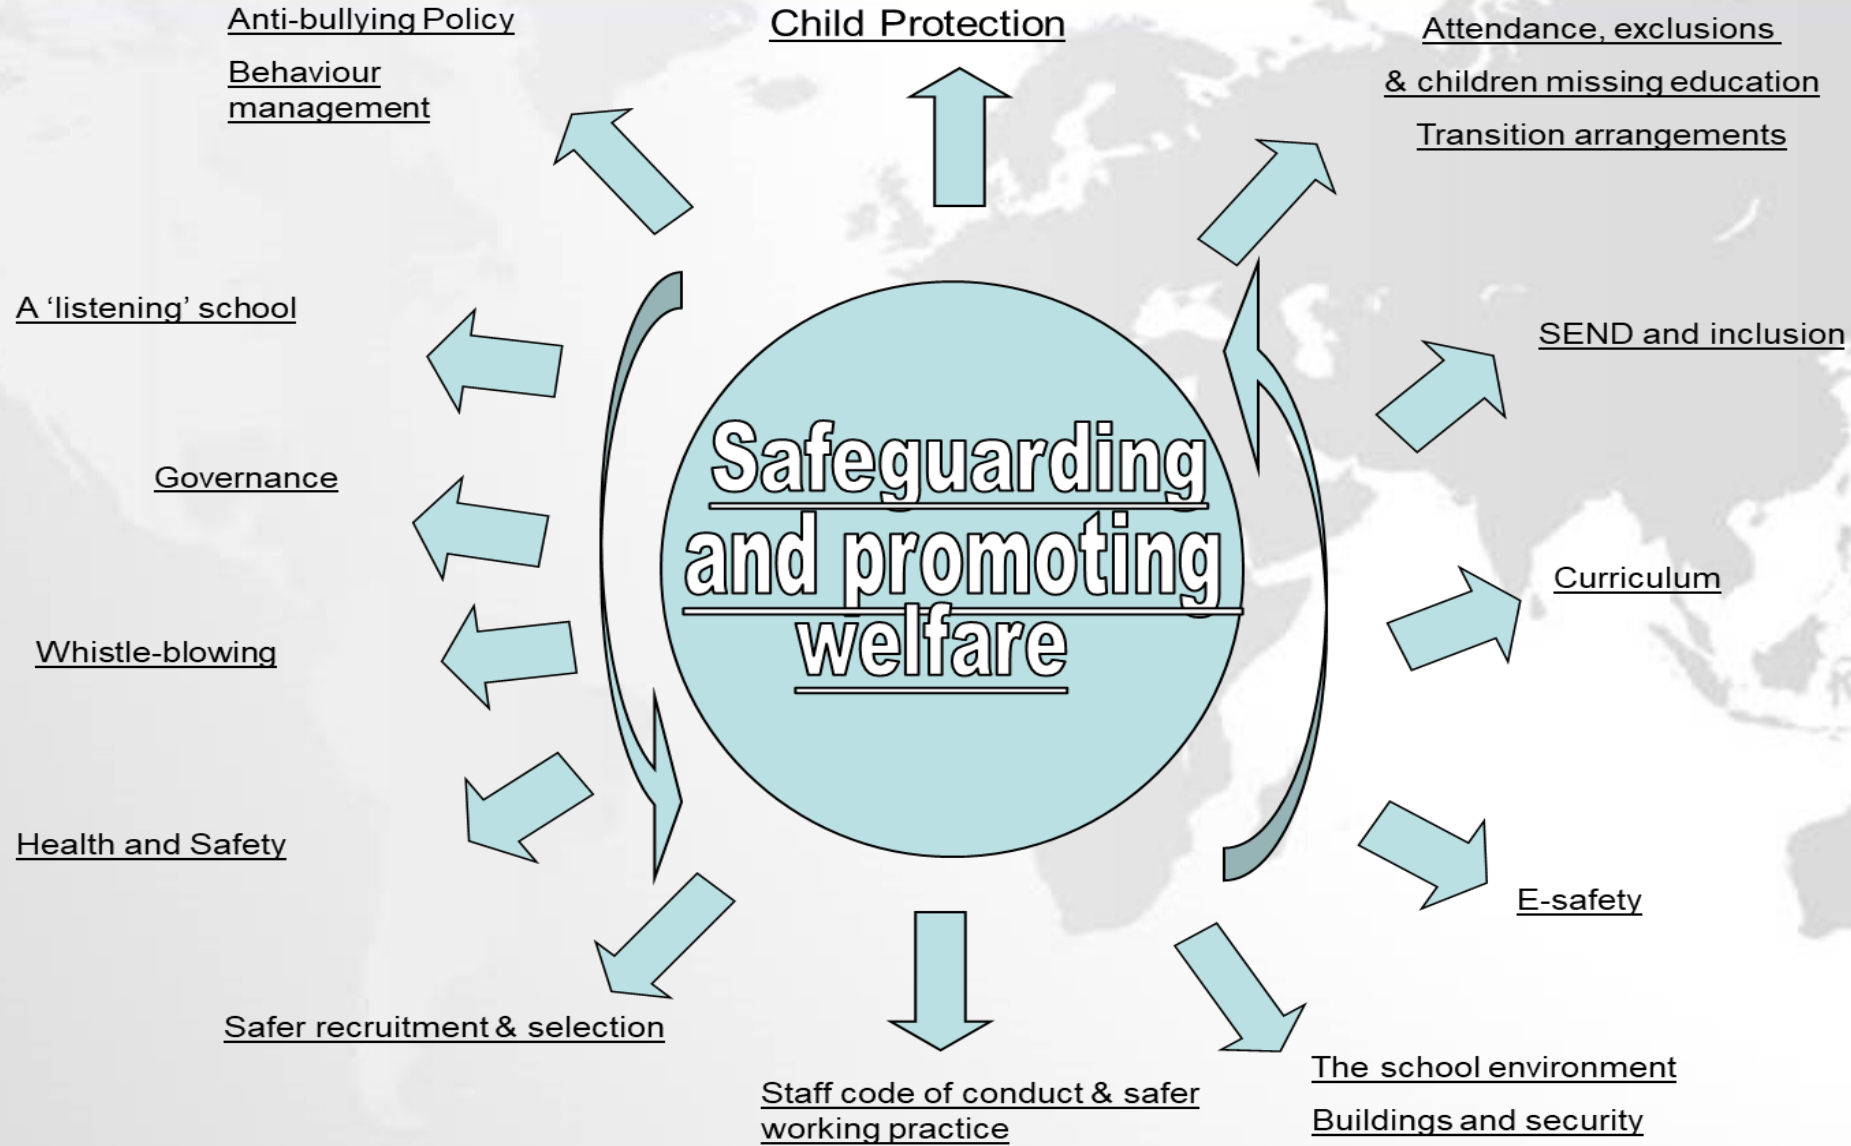 Anti-bullying Policy
Behaviour
management
Child Protection
Attendance, exclusions
& children missing education
Transition arrangements
A ‘listening’ school
SEND and inclusion
Governance
Safeguarding
and promoting
welfare
Curriculum
Whistle-blowing
Health and Safety
E-safety
Safer recruitment & selection
Staff code of conduct & safer
working practice
The school environment
Buildings and security